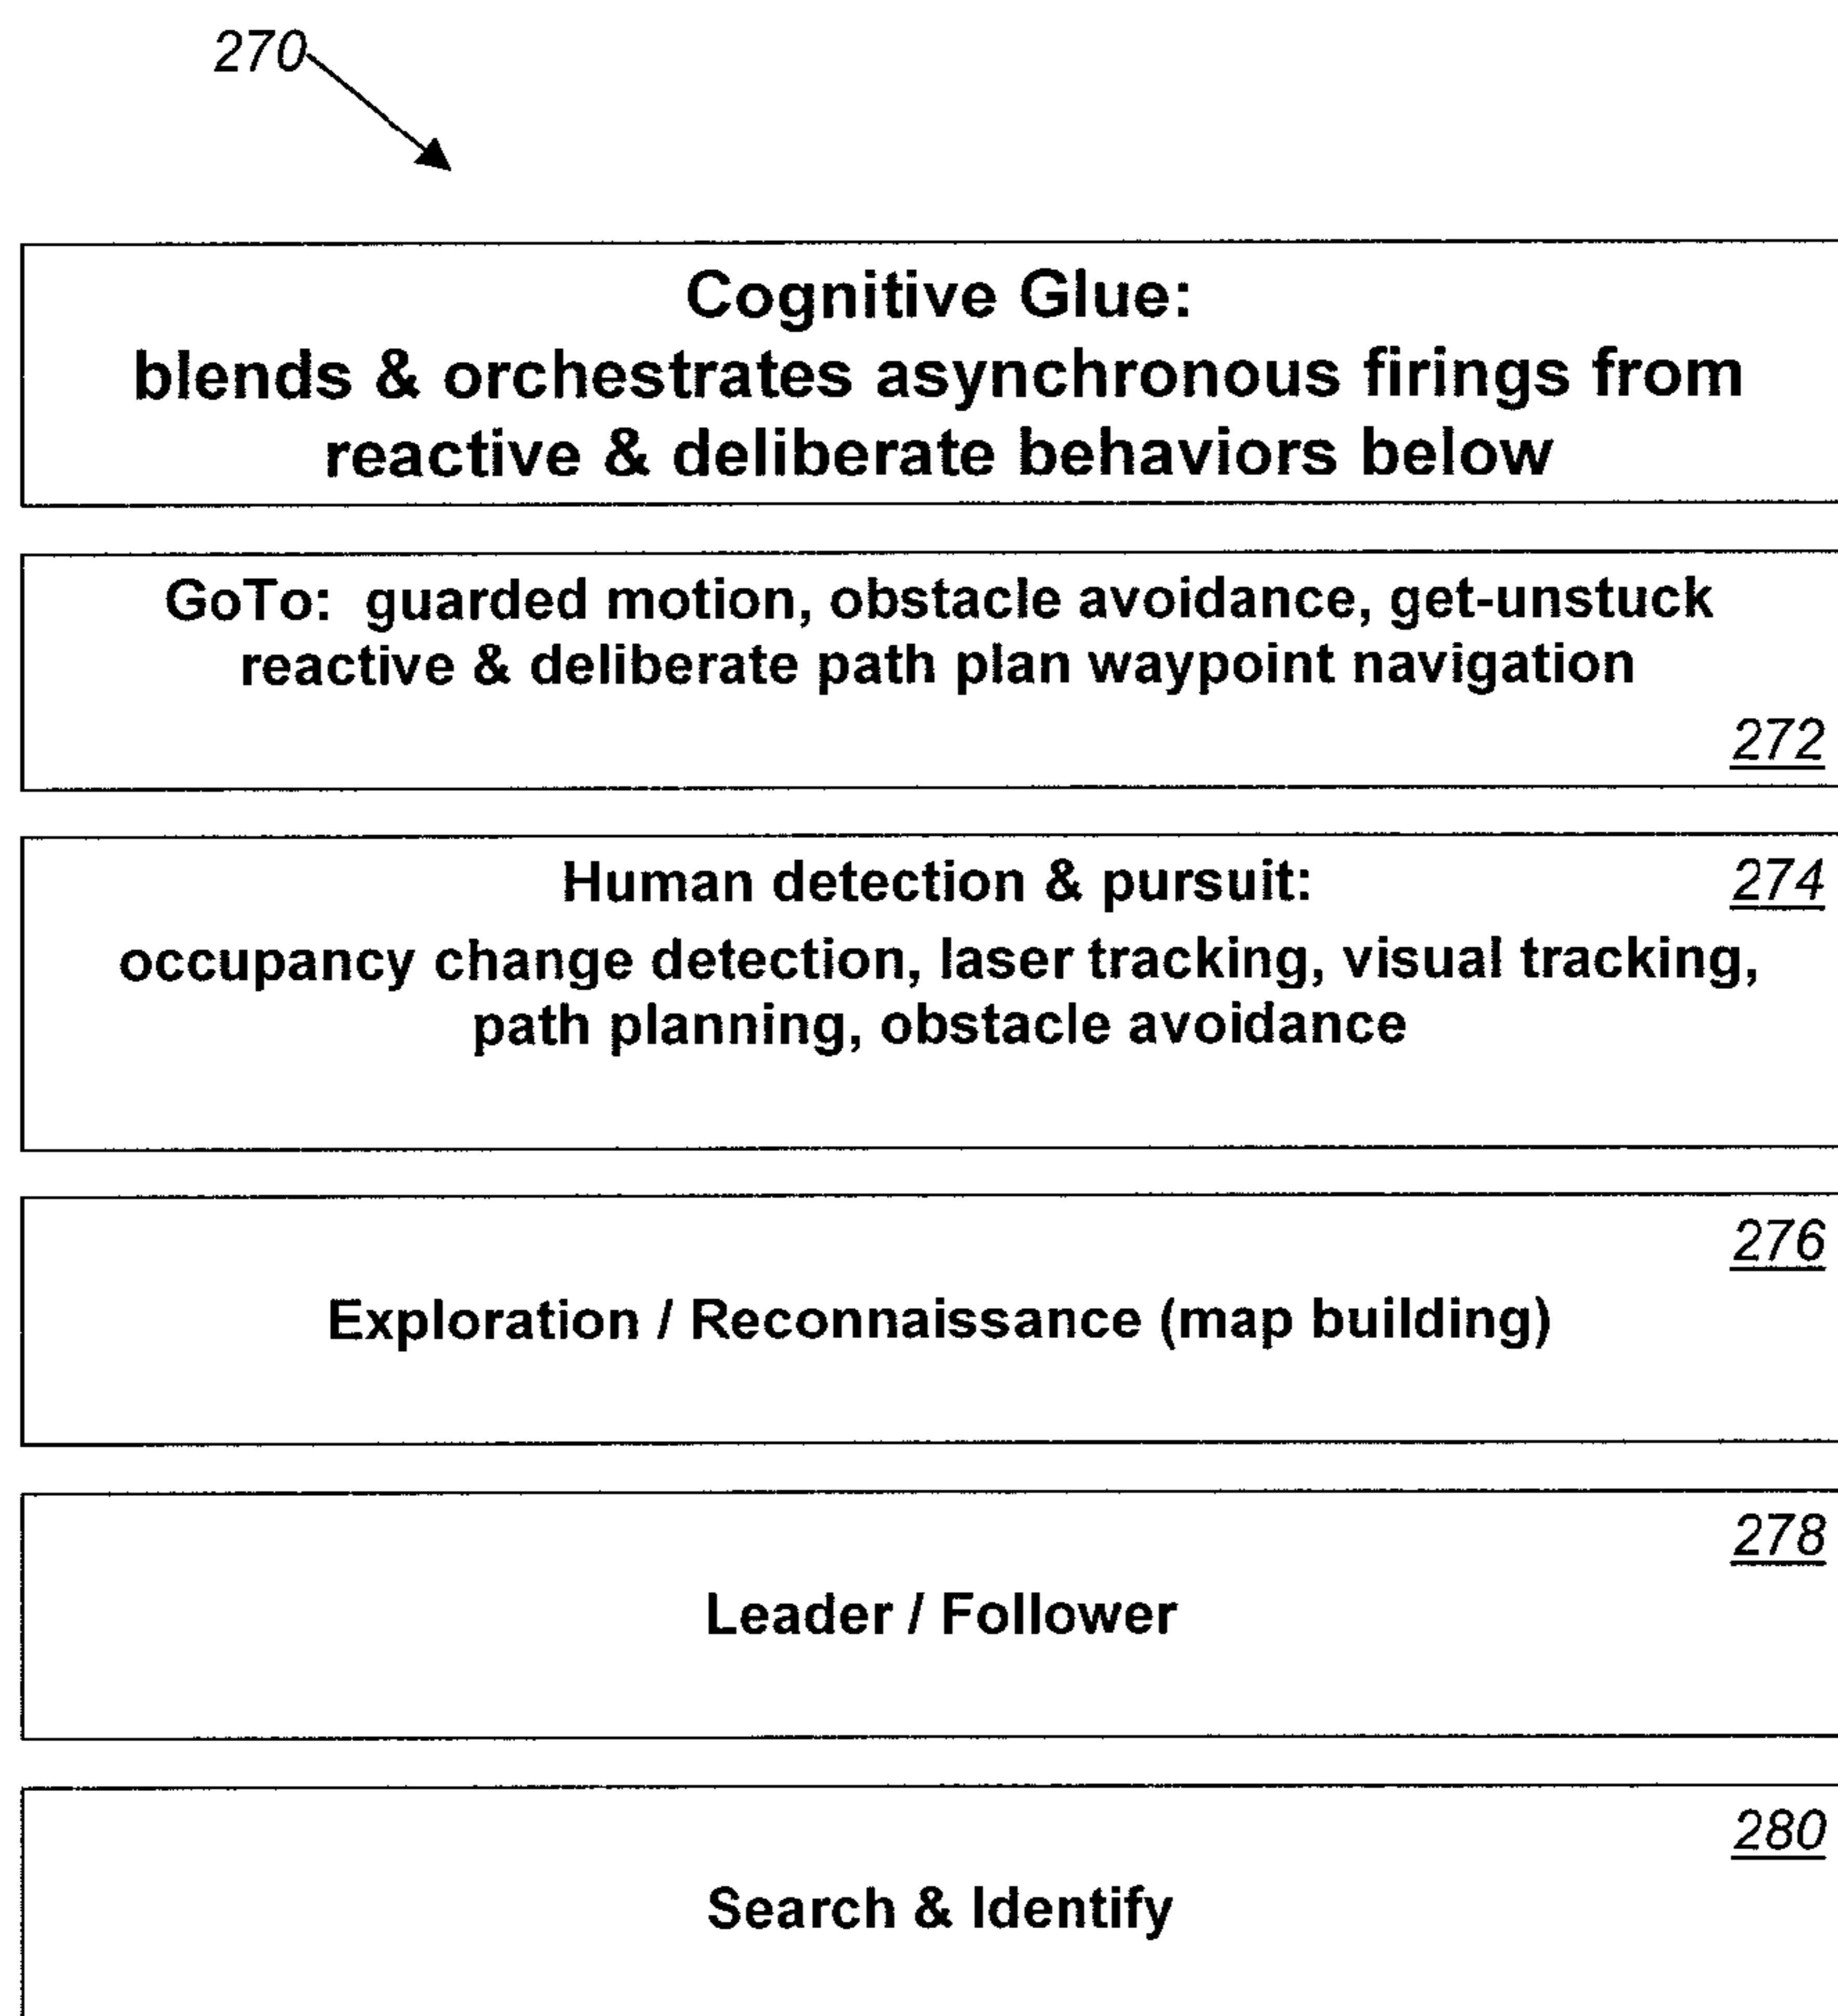 270
Cognitive Glue:
blends & orchestrates asynchronous firings from
reactive & deliberate behaviors below
GoTo: guarded motion, obstacle avoidance, get-unstuck
reactive & deliberate path plan waypoint navigation
272
Human detection & pursuit:
274
occupancy change detection, laser tracking, visual tracking,
path planning, obstacle avoidance
276
Exploration / Reconnaissance (map building)
278
Leader / Follower
280
Search & Identify